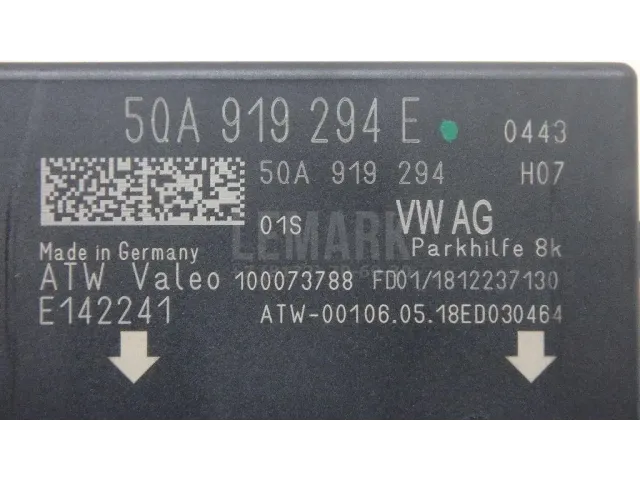 5QA 919 294 E 0443
5QA 919 294 H07
01S VW AG
LEMARK
Parkhilfe 8k
Made in Germany
ATW Valeo 100073788 FD01/1812237130
E142241 ATW-00106.05.18ED030464